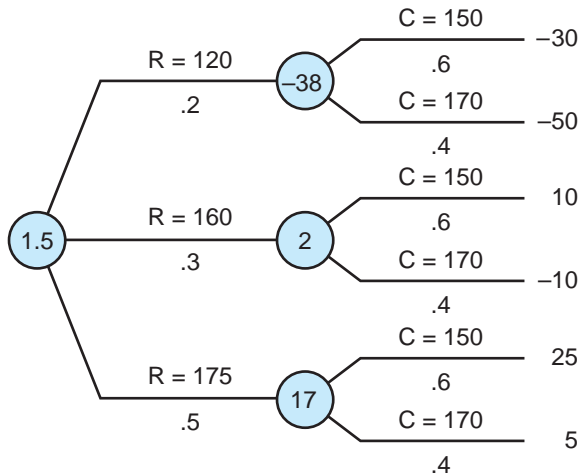 C = 150
–30
.6
R = 120
–38
.2
C = 170
–50
.4
C = 150
10
.6
R = 160
1.5
2
.3
C = 170
–10
.4
C = 150
25
.6
R = 175
17
.5
C = 170
5
.4